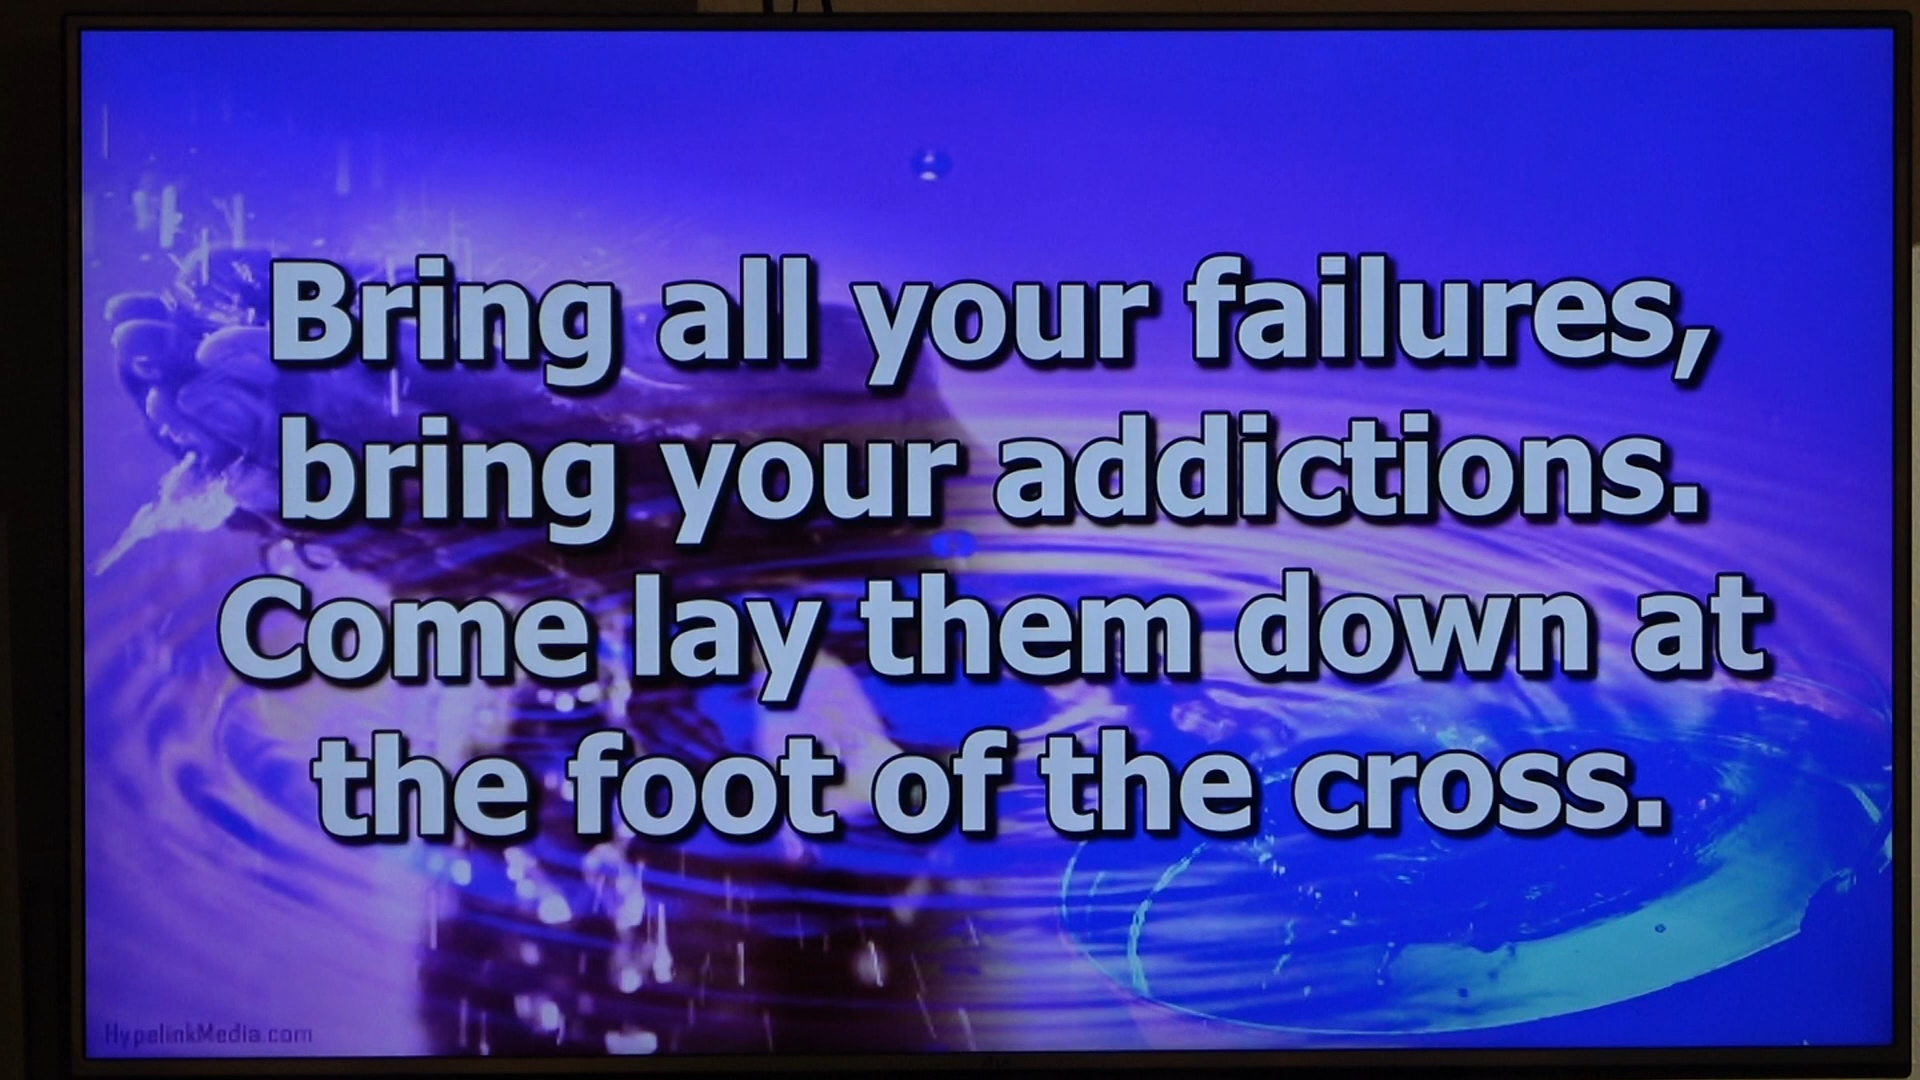 Bring all your failures,
bring your addictions.
Come lay them down at
the foot of the cross.
HypelinkMedia.com